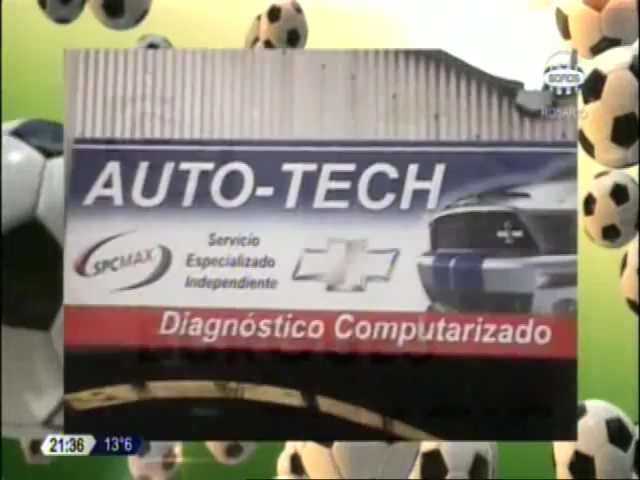 AUTO-TECH
Servicio
Especializado
Independiente
SPCMAX
Diagnóstico Computarizado
21:36 13°6